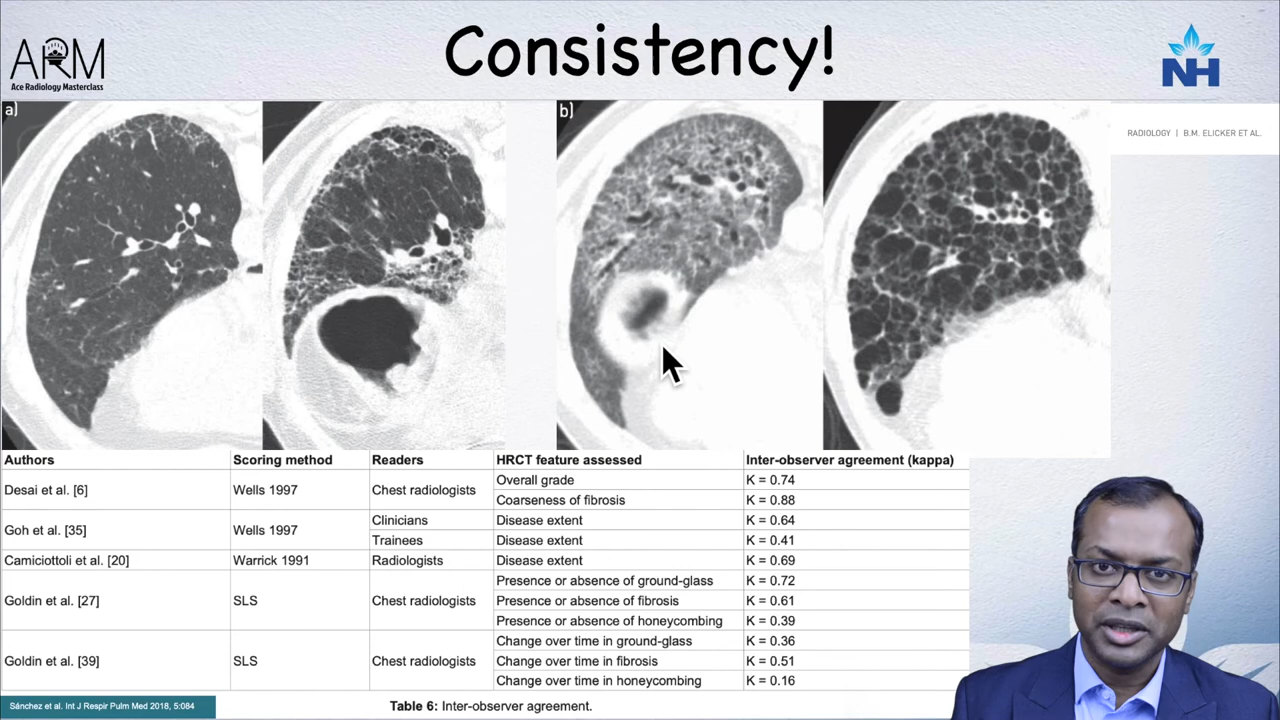 Consistency!
ARM
Ace Radiology Masterclass
NH
a)
b)
RADIOLOGY | B.M. ELICKER ET AL.
Authors Scoring method Readers HRCT feature assessed Inter-observer agreement (kappa)
Desai et al. [6] Wells 1997 Chest radiologists Overall grade K = 0.74
Coarseness of fibrosis K = 0.88
Goh et al. [35] Wells 1997 Clinicians Disease extent K = 0.64
Trainees Disease extent K = 0.41
Camiciottoli et al. [20] Warrick 1991 Radiologists Disease extent K = 0.69
Goldin et al. [27] SLS Chest radiologists Presence or absence of ground-glass K = 0.72
Presence or absence of fibrosis K = 0.61
Presence or absence of honeycombing K = 0.39
Goldin et al. [39] SLS Chest radiologists Change over time in ground-glass K = 0.36
Change over time in fibrosis K = 0.51
Change over time in honeycombing K = 0.16
Sánchez et al. Int J Respir Pulm Med 2018, 5:084
Table 6: Inter-observer agreement.